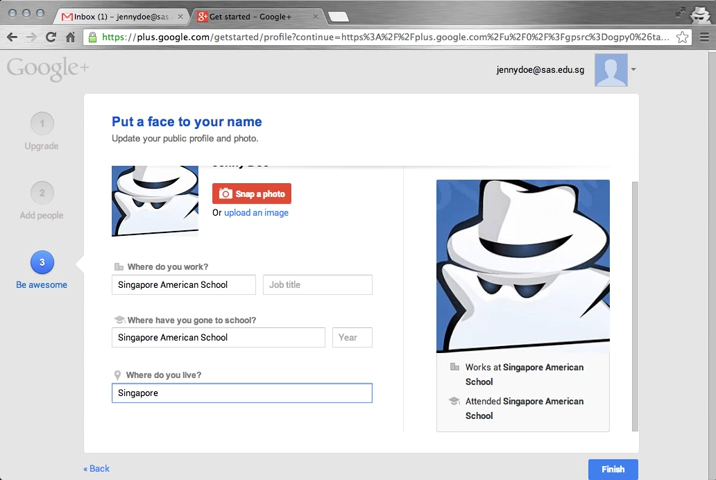 Inbox (1) – jennydoe@sas
Get started – Google+
https://plus.google.com/getstarted/profile?continue=https%3A%2F%2Fplus.google.com%2Fu%2F0%2F%3Fgpsrc%3Dogpy0%26ta...
Google+
jennydoe@sas.edu.sg
1
Upgrade
2
Add people
3
Be awesome
Put a face to your name
Update your public profile and photo.
Snap a photo
Or upload an image
Where do you work?
Singapore American School
Job title
Where have you gone to school?
Singapore American School
Year
Where do you live?
Singapore
Works at Singapore American
School
Attended Singapore American
School
« Back
Finish